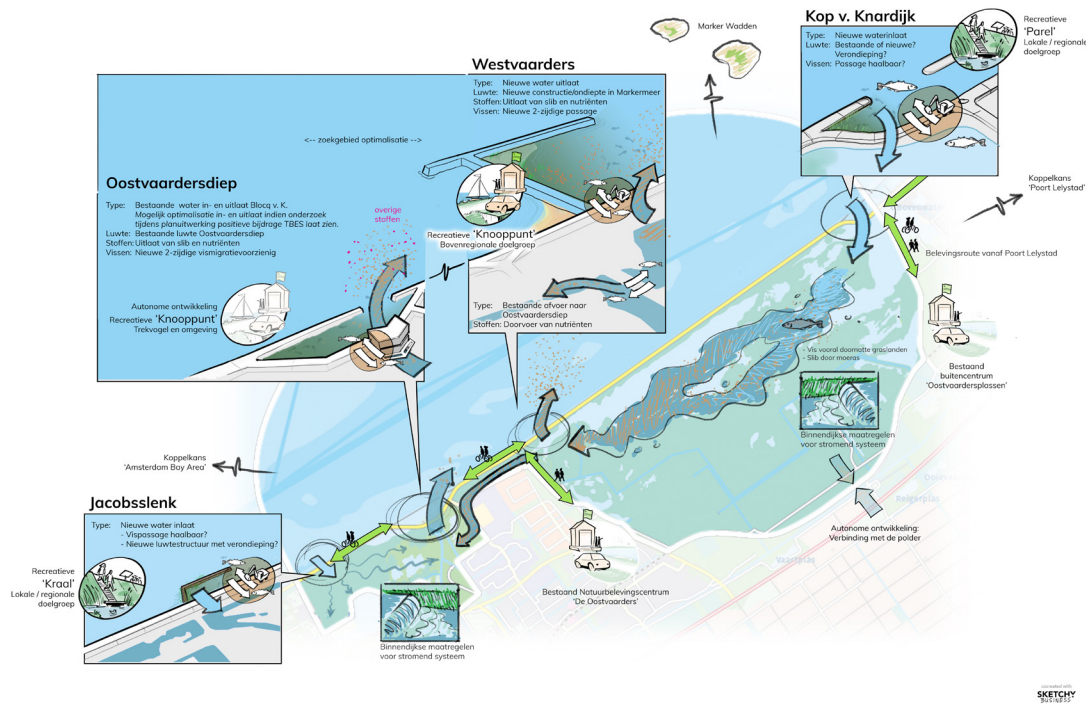 Kop v. Knardijk
Type: Nieuwe waterinlaat
Luwte: Bestaande of nieuwe?
Verondieping?
Vissen: Passage haalbaar?
Recreatieve
'Parel'
Lokale / regionale
doelgroep
Marker Wadden
Westvaarders
Type: Nieuwe water uitlaat
Luwte: Nieuwe constructie/ondiepte in Markermeer
Stoffen: Uitlaat van slib en nutriënten
Vissen: Nieuwe 2-zijdige passage
Recreatieve 'Knooppunt'
Bovenregionale doelgroep
Type: Bestaande afvoer naar
Oostvaardersdiep
Stoffen: Doorvoer van nutriënten
<-- zoekgebied optimalisatie -->
Oostvaardersdiep
Type: Bestaande water in- en uitlaat Blocq v. K.
Mogelijk optimalisatie in- en uitlaat indien onderzoek
tijdens planuitwerking positieve bijdrage TBES laat zien.
Luwte: Bestaande luwte Oostvaardersdiep
Stoffen: Uitlaat van slib en nutriënten
Vissen: Nieuwe 2-zijdige vismigratievoorzienig
overige
stoffen
Autonome ontwikkeling
Recreatieve 'Knooppunt'
Trekvogel en omgeving
Koppelkans
'Poort Lelystad'
Belevingsroute vanaf Poort Lelystad
- Vis vooral doornatte graslanden
- Slib door moeras
Bestaand
buitencentrum
'Oostvaardersplassen'
Binnendijkse maatregelen
voor stromend systeem
Koppelkans
'Amsterdam Bay Area'
Jacobsslenk
Type: Nieuwe water inlaat
- Vispassage haalbaar?
- Nieuwe luwtestructuur met verondieping?
Recreatieve
'Kraal'
Lokale / regionale
doelgroep
Reigerplas
Autonome ontwikkeling:
Verbinding met de polder
Vaartplas
Bestaand Natuurbelevingscentrum
'De Oostvaarders'
Binnendijkse maatregelen
voor stromend systeem
cocreated with
SKETCHY
BUSINESS